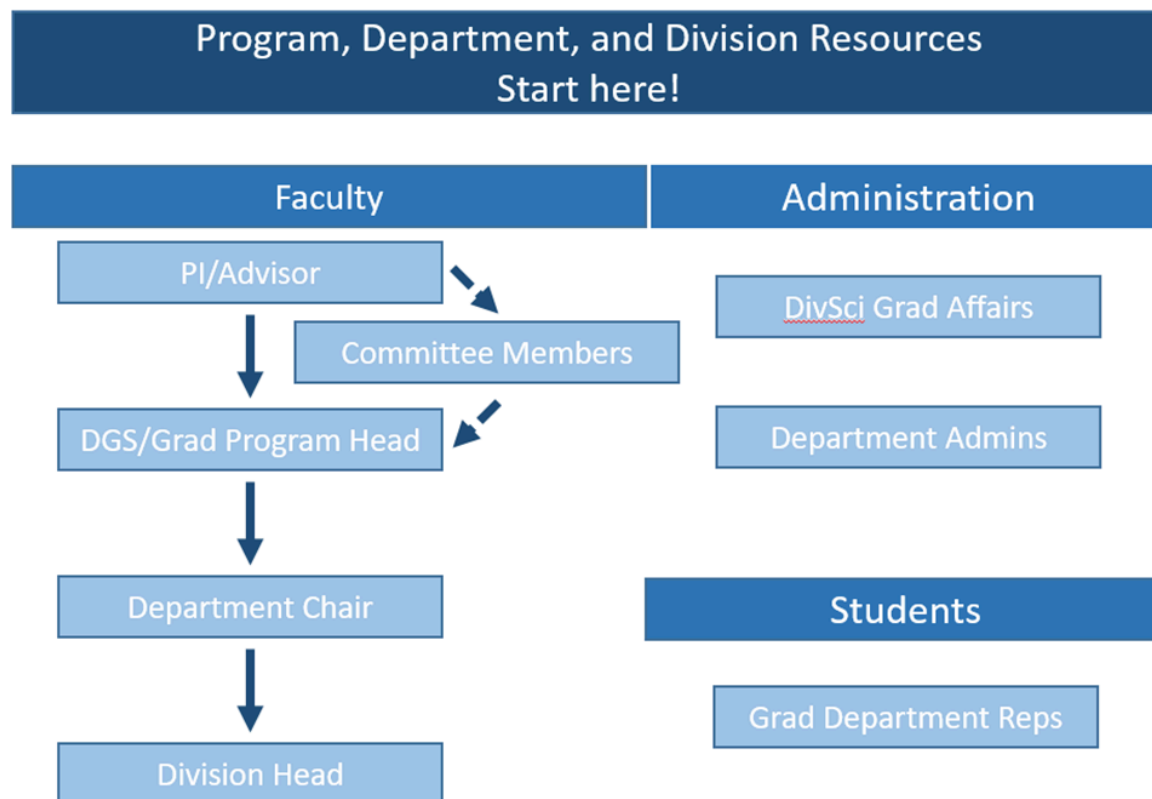 Program, Department, and Division Resources
Start here!
Faculty
PI/Advisor
Committee Members
DGS/Grad Program Head
Department Chair
Division Head
Administration
DivSci Grad Affairs
Department Admins
Students
Grad Department Reps